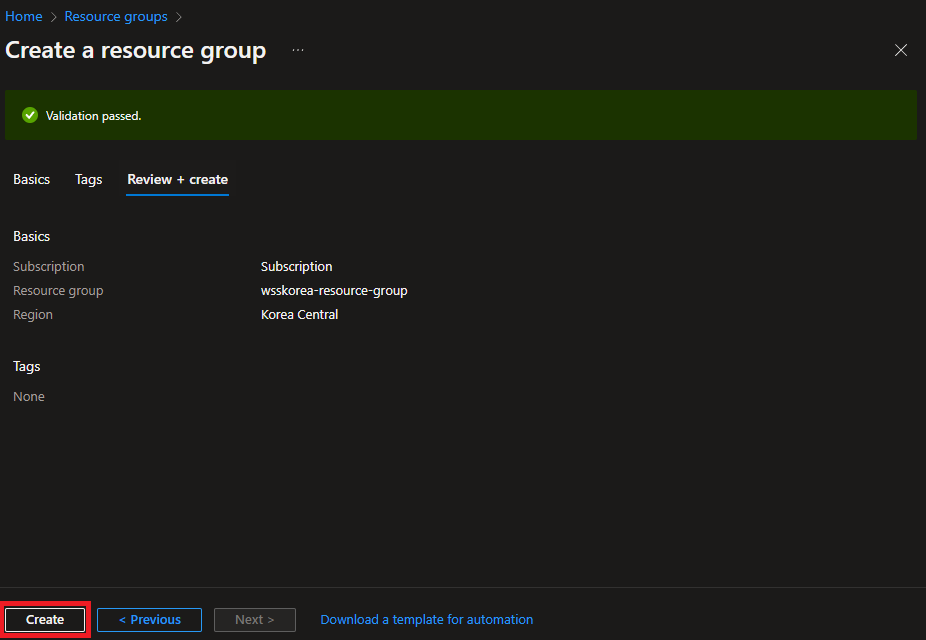 Home > Resource groups >
Create a resource group ...
Validation passed.
Basics Tags Review + create
Basics
Subscription Subscription
Resource group wsskorea-resource-group
Region Korea Central
Tags
None
Create < Previous Next > Download a template for automation